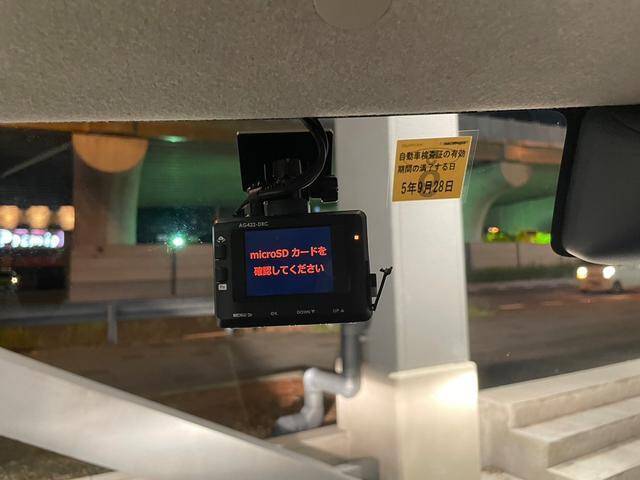 自動車検査証の有効
期間の満了する日
5年9月28日
AG422-DRC
microSD カードを
確認してください
MENU
OK
DOWN▼
UP▲